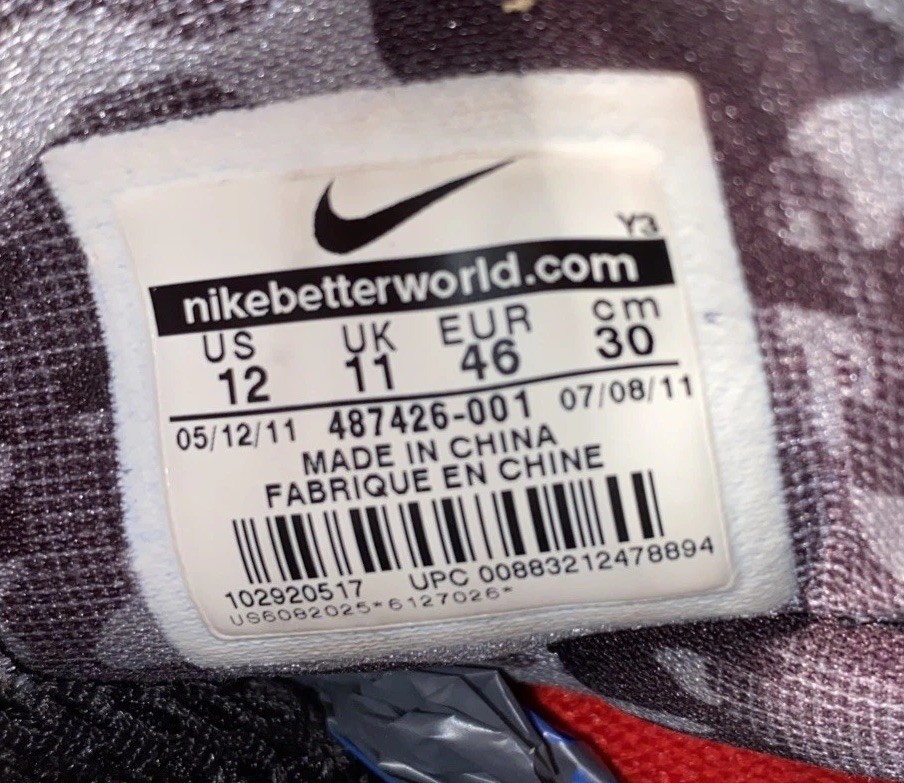 Y3
nikebetterworld.com
US UK EUR cm
12 11 46 30
05/12/11 487426-001 07/08/11
MADE IN CHINA
FABRIQUE EN CHINE
102920517 UPC 00883212478894
US6082025*6127026*